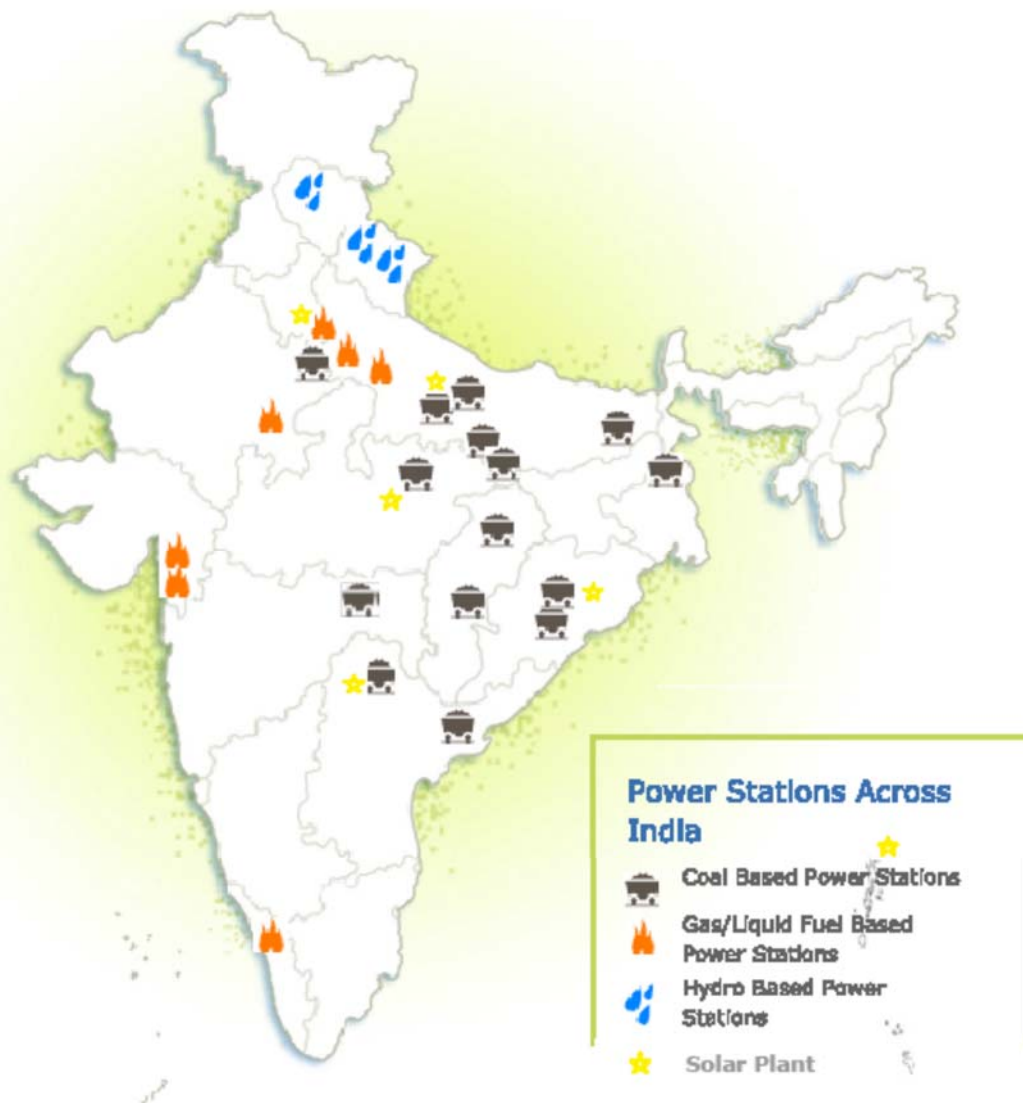 Power Stations Across
India
Coal Based Power Stations
Gas/Liquid Fuel Based
Power Stations
Hydro Based Power
Stations
Solar Plant